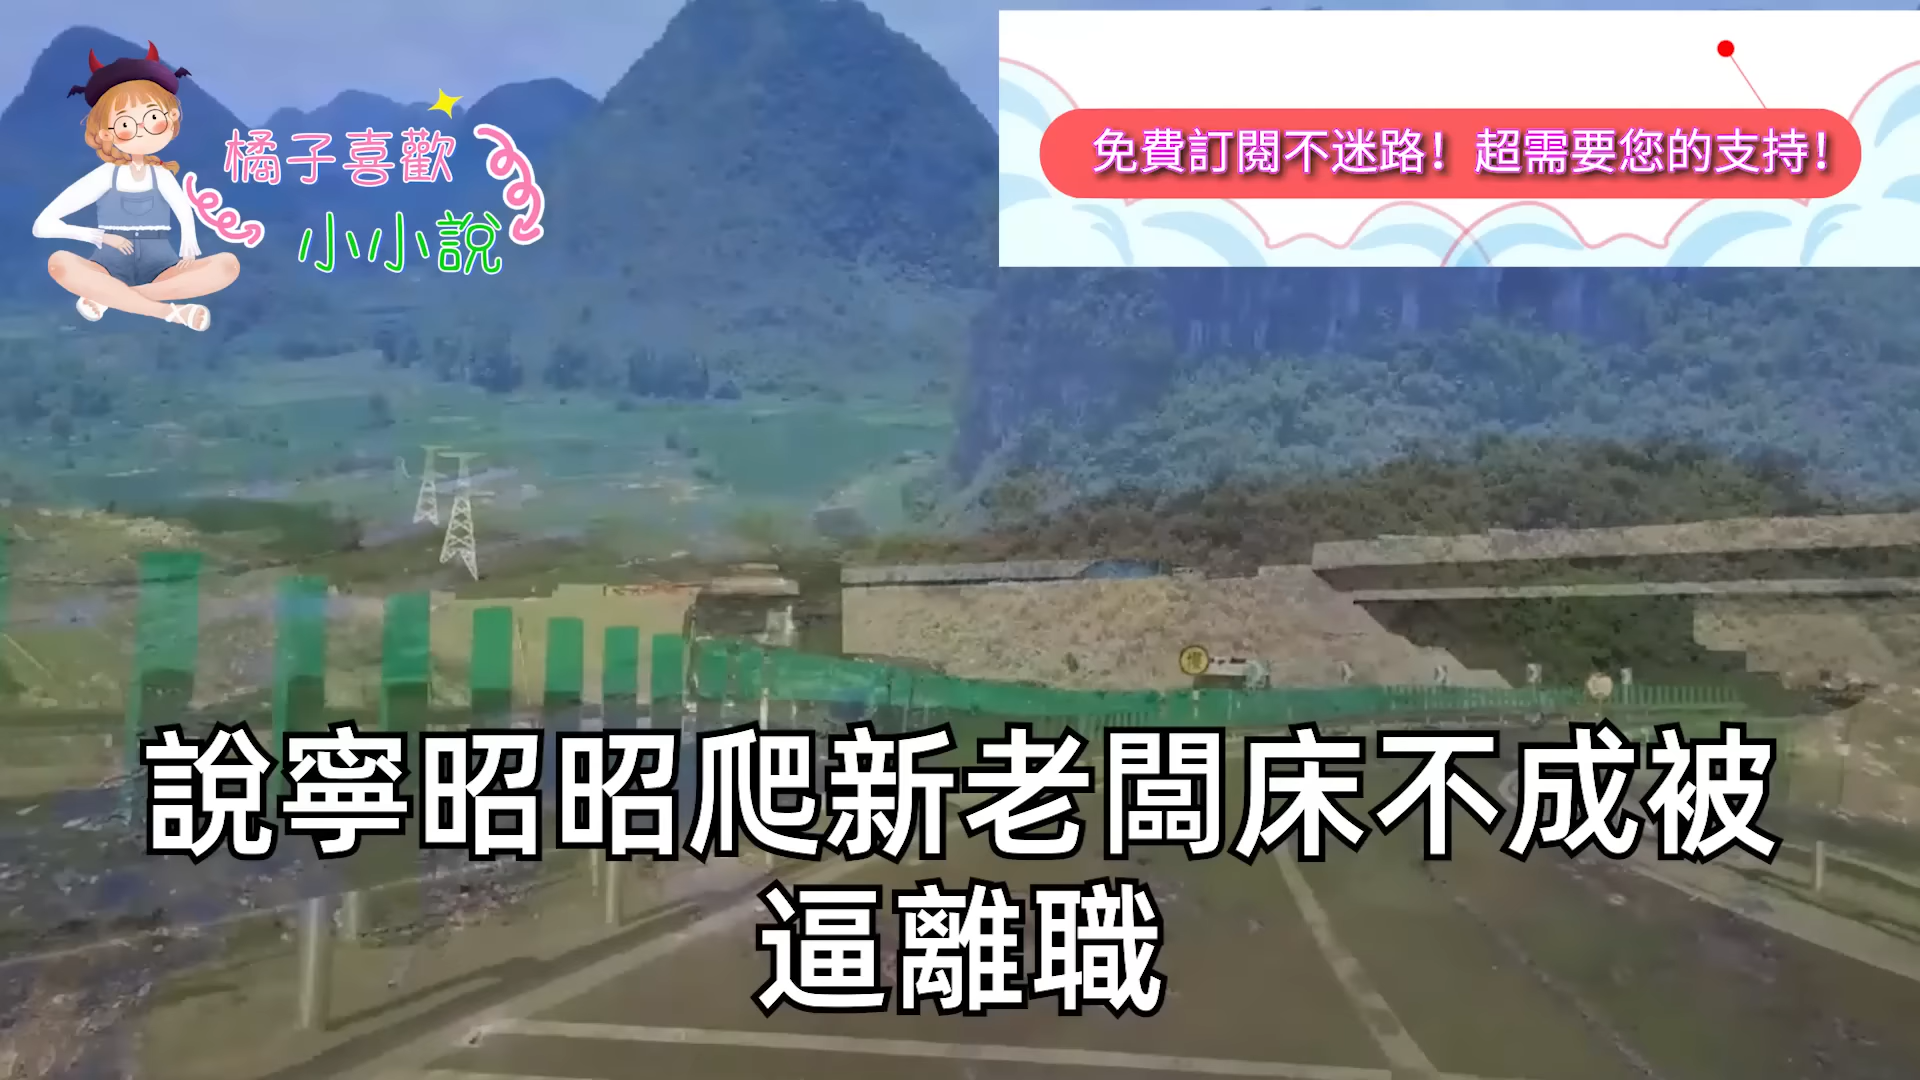 橘子喜歡
小小說
免費訂閱不迷路！超需要您的支持！
慢
說寧昭昭爬新老闆床不成被
逼離職